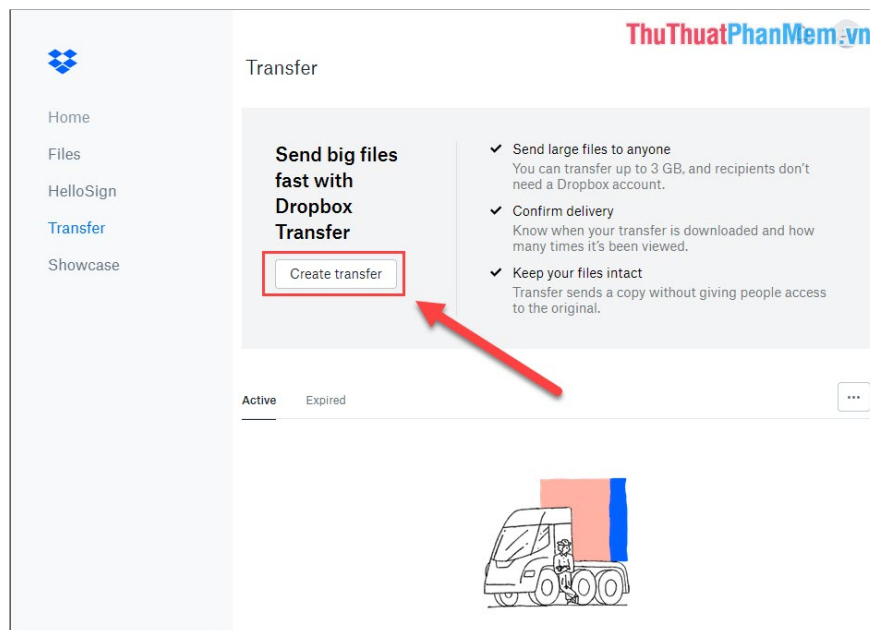 ThuThuatPhanMem.vn
Transfer
Home
Files
HelloSign
Transfer
Showcase
Send big files
fast with
Dropbox
Transfer
Create transfer
Send large files to anyone
You can transfer up to 3 GB, and recipients don't
need a Dropbox account.
Confirm delivery
Know when your transfer is downloaded and how
many times it's been viewed.
Keep your files intact
Transfer sends a copy without giving people access
to the original.
Active
Expired